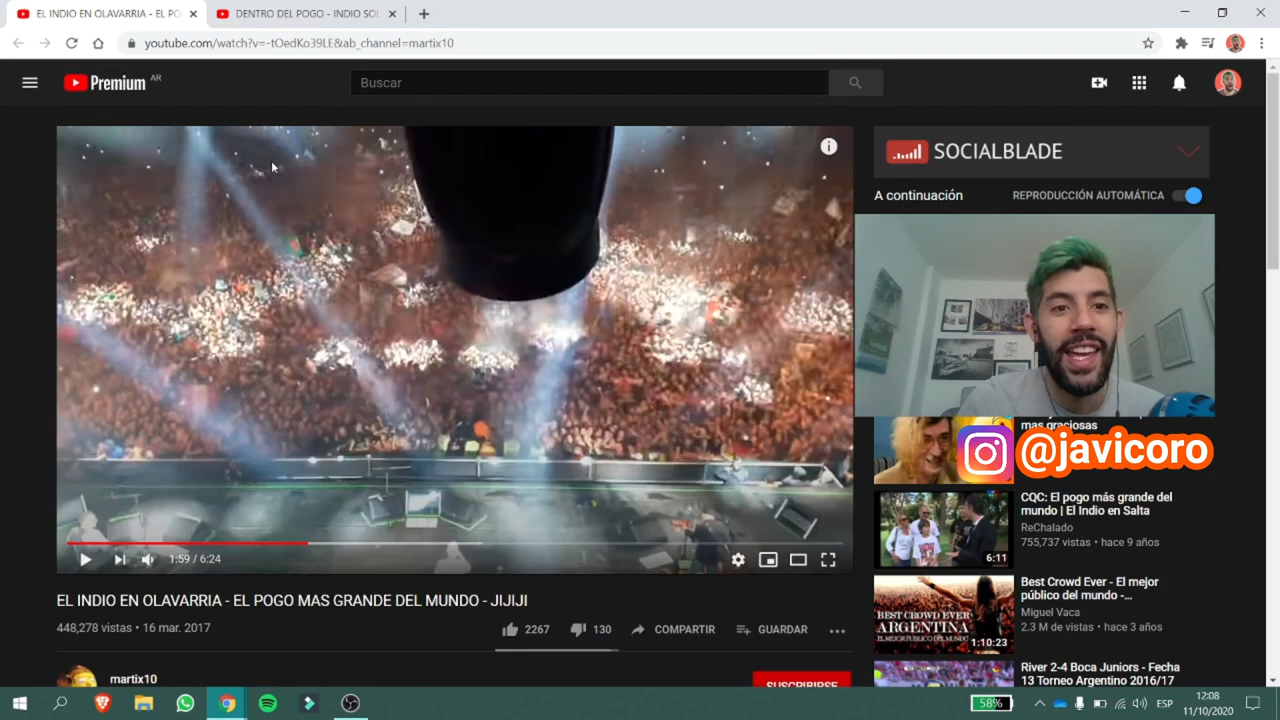 EL INDIO EN OLAVARRIA - EL PO
DENTRO DEL POGO - INDIO SOL
youtube.com/watch?v=-tOedKo39LE&ab_channel=martix10
Premium AR
Buscar
SOCIALBLADE
A continuación
REPRODUCCIÓN AUTOMÁTICA
mas graciosas
@javicoro
CQC: El pogo más grande del
mundo | El Indio en Salta
ReChalado
755,737 vistas • hace 9 años
6:11
Best Crowd Ever - El mejor
público del mundo -...
Miguel Vaca
2.3 M de vistas • hace 3 años
BEST CROWD EVER
ARGENTINA
EL MEJOR PUBLICO DEL MUNDO
1:10:23
River 2-4 Boca Juniors - Fecha
13 Torneo Argentino 2016/17
1:59 / 6:24
EL INDIO EN OLAVARRIA - EL POGO MAS GRANDE DEL MUNDO - JIJIJI
448,278 vistas • 16 mar. 2017
2267
130
COMPARTIR
GUARDAR
martix10
SUSCRIBIRSE
58%
ESP
12:08
11/10/2020